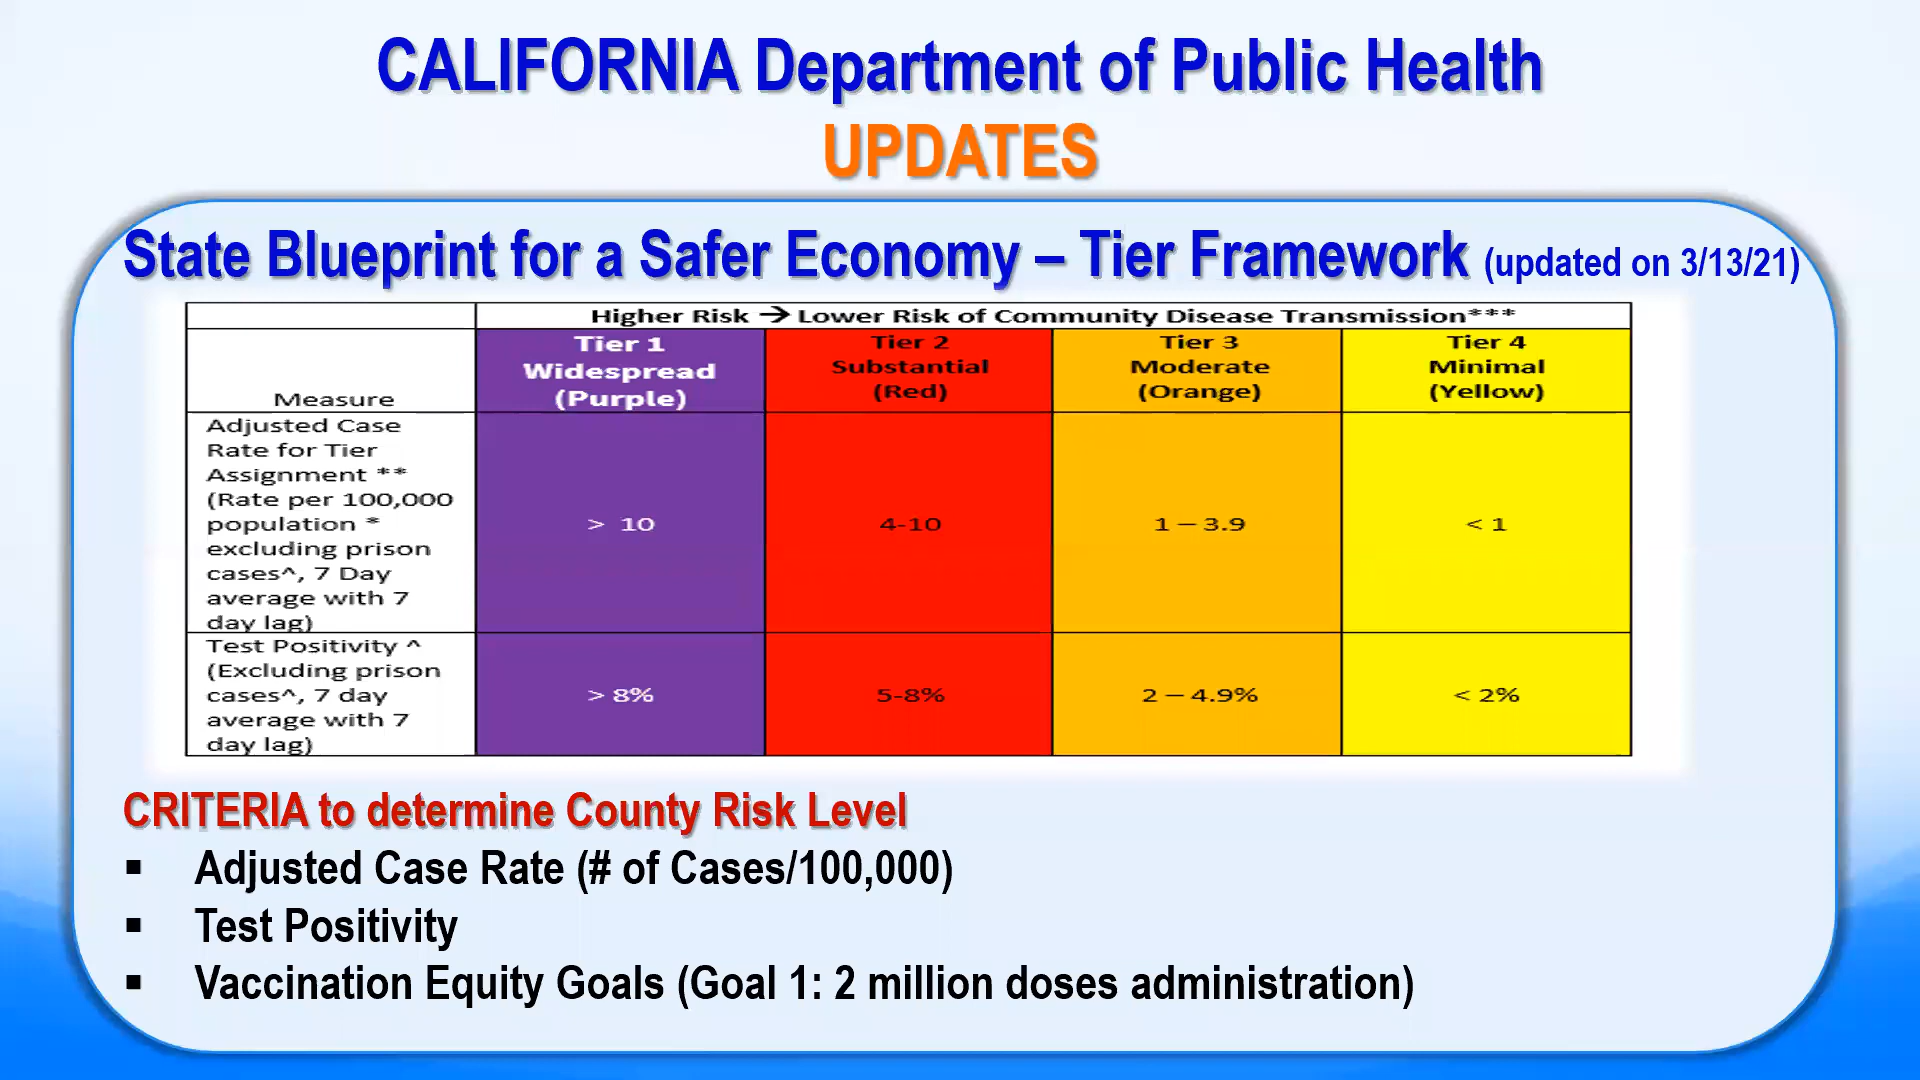 CALIFORNIA Department of Public Health
UPDATES
State Blueprint for a Safer Economy – Tier Framework (updated on 3/13/21)
Higher Risk → Lower Risk of Community Disease Transmission***
Measure
Tier 1
Widespread
(Purple)
Tier 2
Substantial
(Red)
Tier 3
Moderate
(Orange)
Tier 4
Minimal
(Yellow)
Adjusted Case
Rate for Tier
Assignment **
(Rate per 100,000
population *
excluding prison
cases^, 7 Day
average with 7
day lag)
> 10
4-10
1 – 3.9
< 1
Test Positivity ^
(Excluding prison
cases^, 7 day
average with 7
day lag)
> 8%
5-8%
2 – 4.9%
< 2%
CRITERIA to determine County Risk Level
▪ Adjusted Case Rate (# of Cases/100,000)
▪ Test Positivity
▪ Vaccination Equity Goals (Goal 1: 2 million doses administration)